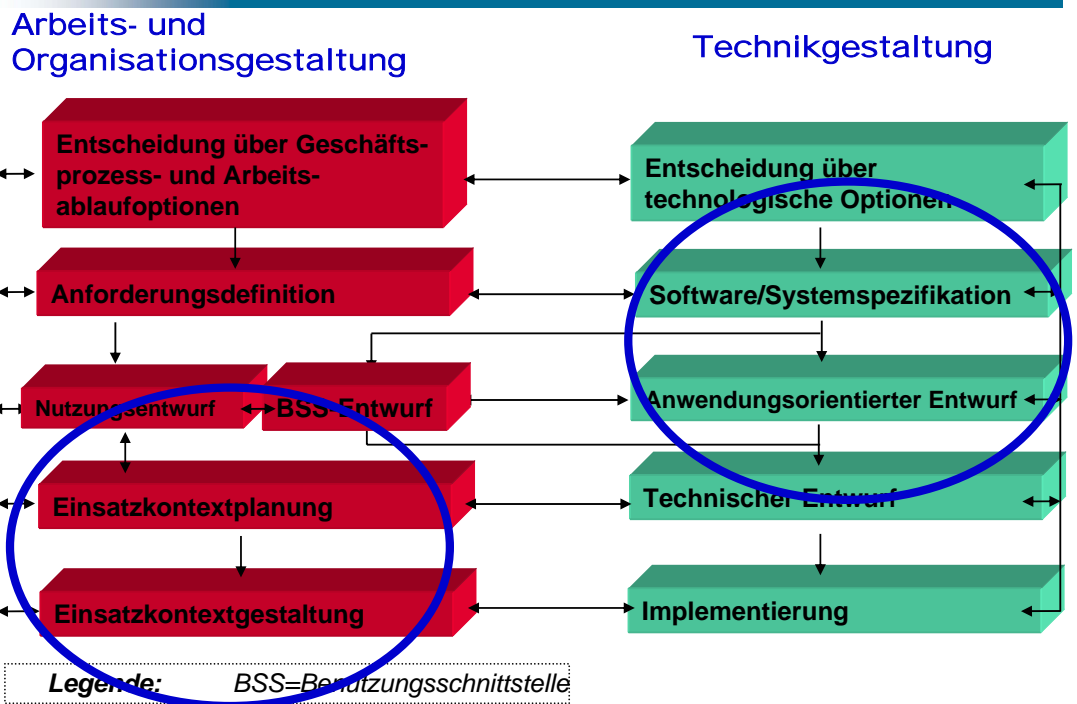 Arbeits- und
Organisationsgestaltung
Technikgestaltung
Entscheidung über Geschäfts-
prozess- und Arbeits-
ablaufoptionen
Entscheidung über
technologische Optionen
Anforderungsdefinition
Software/Systemspezifikation
Nutzungsentwurf
BSS-Entwurf
Anwendungsorientierter Entwurf
Einsatzkontextplanung
Technischer Entwurf
Einsatzkontextgestaltung
Implementierung
Legende: BSS=Benutzungsschnittstelle